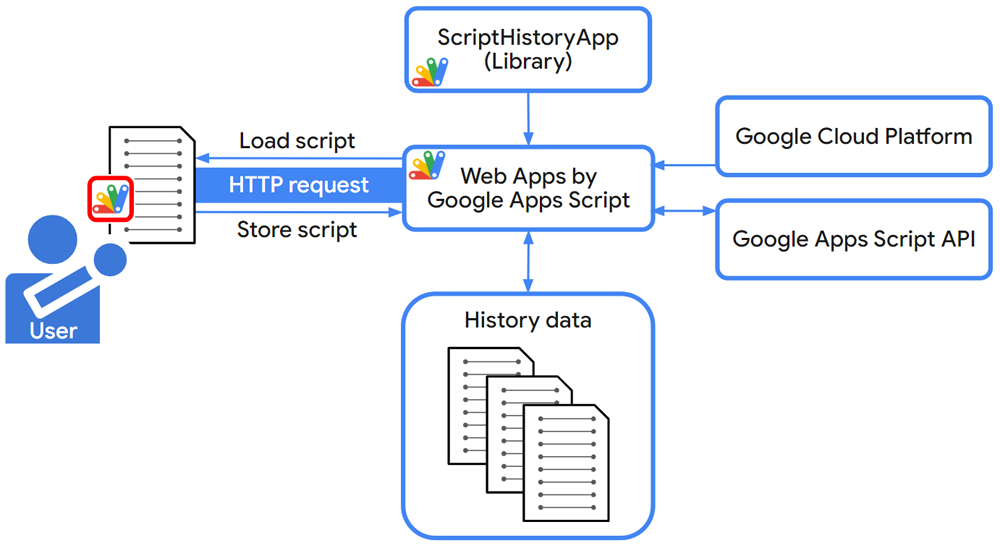 ScriptHistoryApp
(Library)
Google Cloud Platform
Load script
HTTP request
Web Apps by
Google Apps Script
Store script
Google Apps Script API
User
History data